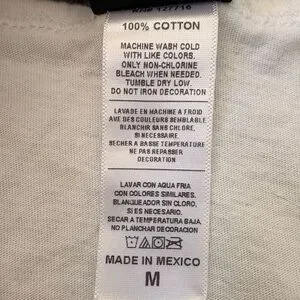 100% COTTON
MACHINE WASH COLD
WITH LIKE COLORS.
ONLY NON-CHLORINE
BLEACH WHEN NEEDED.
TUMBLE DRY LOW.
DO NOT IRON DECORATION
LAVADE EN MACHINE A FROID
AVE DES COULEURS SEMBLABLE
BLANCHIR SANS CHLORE,
SI NECESSAIRE.
SECHER A BASSE TEMPERATURE
NE PAS REPASSER
DECORATION
LAVAR CON AQUA FRIA
CON COLORES SIMILARES.
BLANQUEADOR SIN CLORO,
SI ES NECESARIO.
SECAR A TEMPERATURA BAJA.
NO PLANCHAR DECORACION
MADE IN MEXICO
M